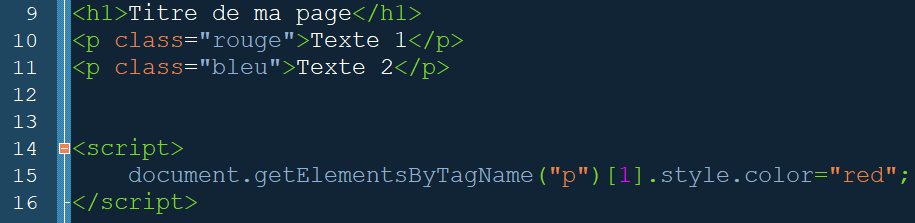 9 <h1>Titre de ma page</h1>
10 <p class="rouge">Texte 1</p>
11 <p class="bleu">Texte 2</p>
12
13
14 <script>
15 document.getElementsByTagName("p")[1].style.color="red";
16 </script>